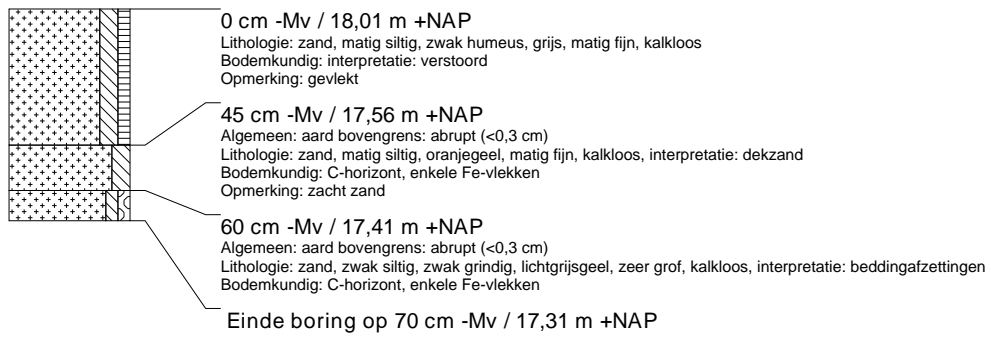 0 cm -Mv / 18,01 m +NAP
Lithologie: zand, matig siltig, zwak humeus, grijs, matig fijn, kalkloos
Bodemkundig: interpretatie: verstoord
Opmerking: gevlekt
45 cm -Mv / 17,56 m +NAP
Algemeen: aard bovengrens: abrupt (<0,3 cm)
Lithologie: zand, matig siltig, oranjegeel, matig fijn, kalkloos, interpretatie: dekzand
Bodemkundig: C-horizont, enkele Fe-vlekken
Opmerking: zacht zand
60 cm -Mv / 17,41 m +NAP
Algemeen: aard bovengrens: abrupt (<0,3 cm)
Lithologie: zand, zwak siltig, zwak grindig, lichtgrijsgeel, zeer grof, kalkloos, interpretatie: beddingafzettingen
Bodemkundig: C-horizont, enkele Fe-vlekken
Einde boring op 70 cm -Mv / 17,31 m +NAP